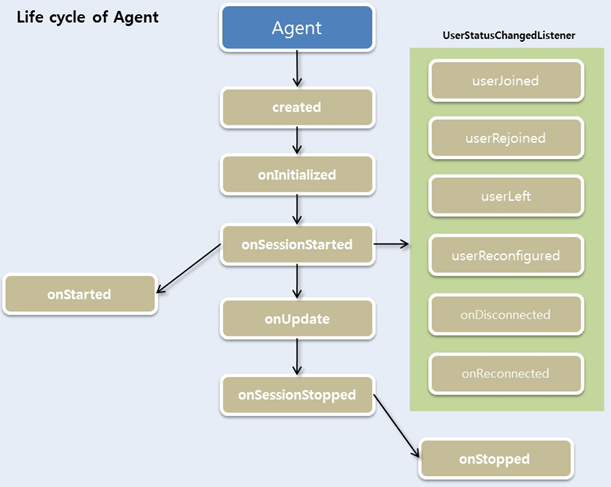 Life cycle of Agent
Agent
UserStatusChangedListener
created
onInitialized
onSessionStarted
onStarted
onUpdate
onSessionStopped
onStopped
userJoined
userRejoined
userLeft
userReconfigured
onDisconnected
onReconnected